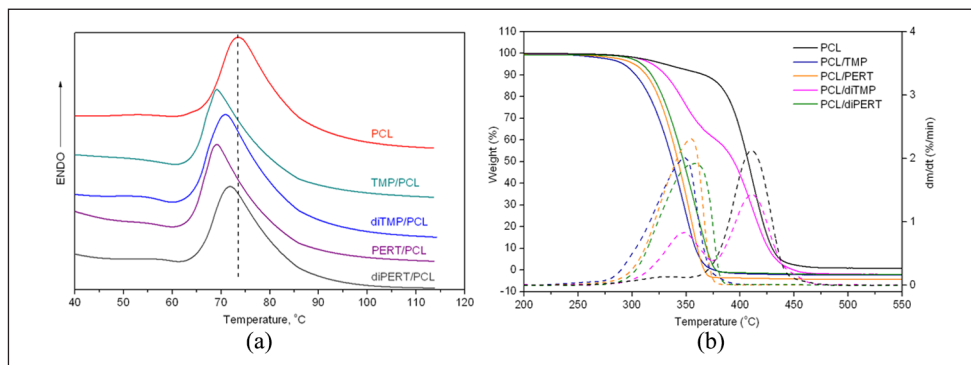 ENDO
PCL
TMP/PCL
diTMP/PCL
PERT/PCL
diPERT/PCL
40 50 60 70 80 90 100 110 120
Temperature, °C
(a)
110
100
90
80
70
60
50
40
30
20
10
0
-10
Weight (%)
PCL
PCL/TMP
PCL/PERT
PCL/diTMP
PCL/diPERT
4
3
2
1
0
dm/dt (%/min)
200 250 300 350 400 450 500 550
Temperature (°C)
(b)